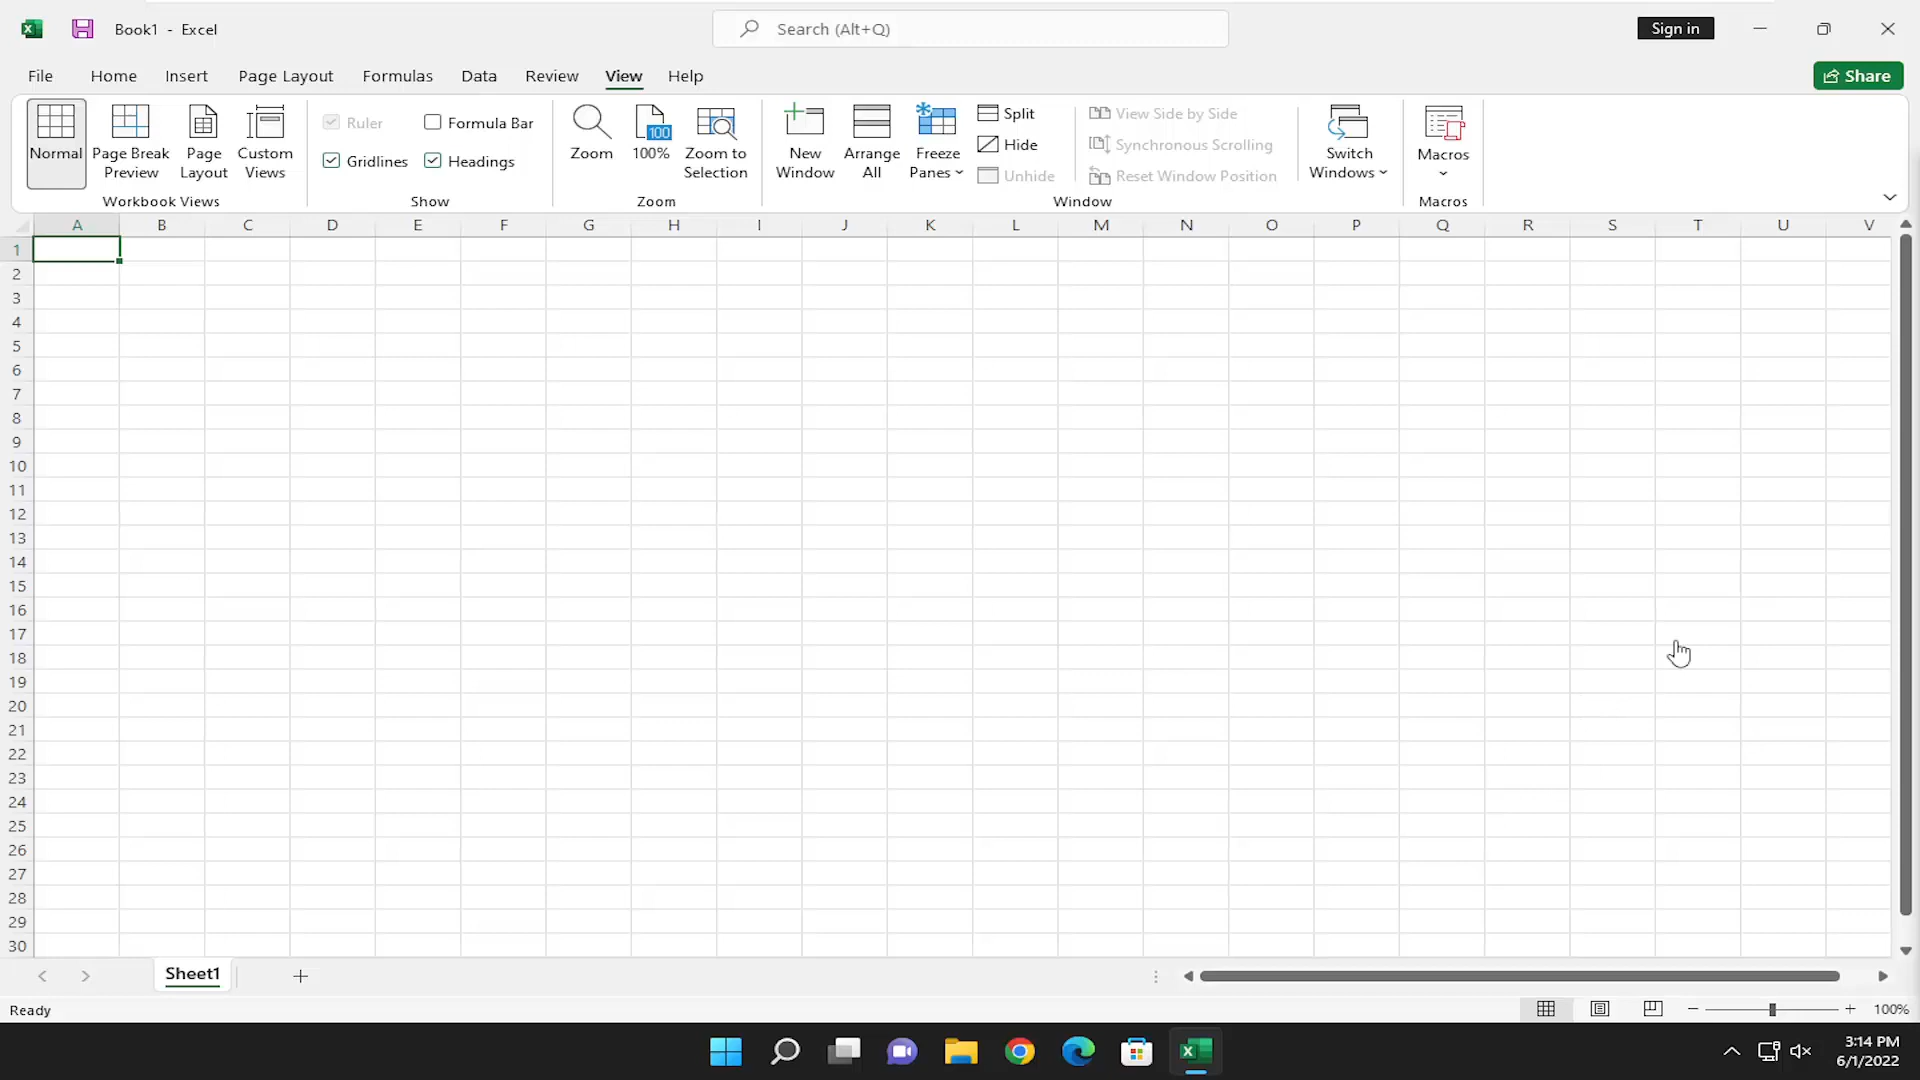 Book1 - Excel
Search (Alt+Q)
Sign in
File Home Insert Page Layout Formulas Data Review View Help
Share
Normal
Page Break Preview
Page Layout
Custom Views
Workbook Views
Ruler
Formula Bar
Gridlines
Headings
Show
Zoom
100
100%
Zoom to Selection
Zoom
New Window
Arrange All
Freeze Panes
Split
Hide
Unhide
View Side by Side
Synchronous Scrolling
Reset Window Position
Window
Switch Windows
Macros
Macros
A B C D E F G H I J K L M N O P Q R S T U V
1
2
3
4
5
6
7
8
9
10
11
12
13
14
15
16
17
18
19
20
21
22
23
24
25
26
27
28
29
30
Sheet1
Ready
100%
3:14 PM
6/1/2022